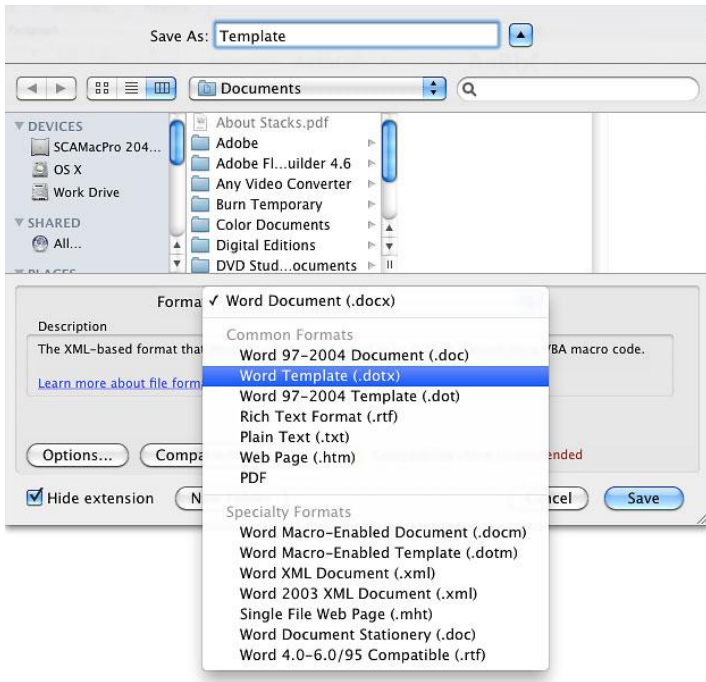 Save As: Template
Documents
DEVICES
SCAMacPro 204...
OS X
Work Drive
SHARED
All...
About Stacks.pdf
Adobe
Adobe Fl...uilder 4.6
Any Video Converter
Burn Temporary
Color Documents
Digital Editions
DVD Stud...ocuments
Forma ✓ Word Document (.docx)
Description
The XML-based format that
BA macro code.
Learn more about file form
Common Formats
Word 97-2004 Document (.doc)
Word Template (.dotx)
Word 97-2004 Template (.dot)
Rich Text Format (.rtf)
Plain Text (.txt)
Web Page (.htm)
PDF
Options...
Compa
ended
Hide extension
N
cel
Save
Specialty Formats
Word Macro-Enabled Document (.docm)
Word Macro-Enabled Template (.dotm)
Word XML Document (.xml)
Word 2003 XML Document (.xml)
Single File Web Page (.mht)
Word Document Stationery (.doc)
Word 4.0-6.0/95 Compatible (.rtf)